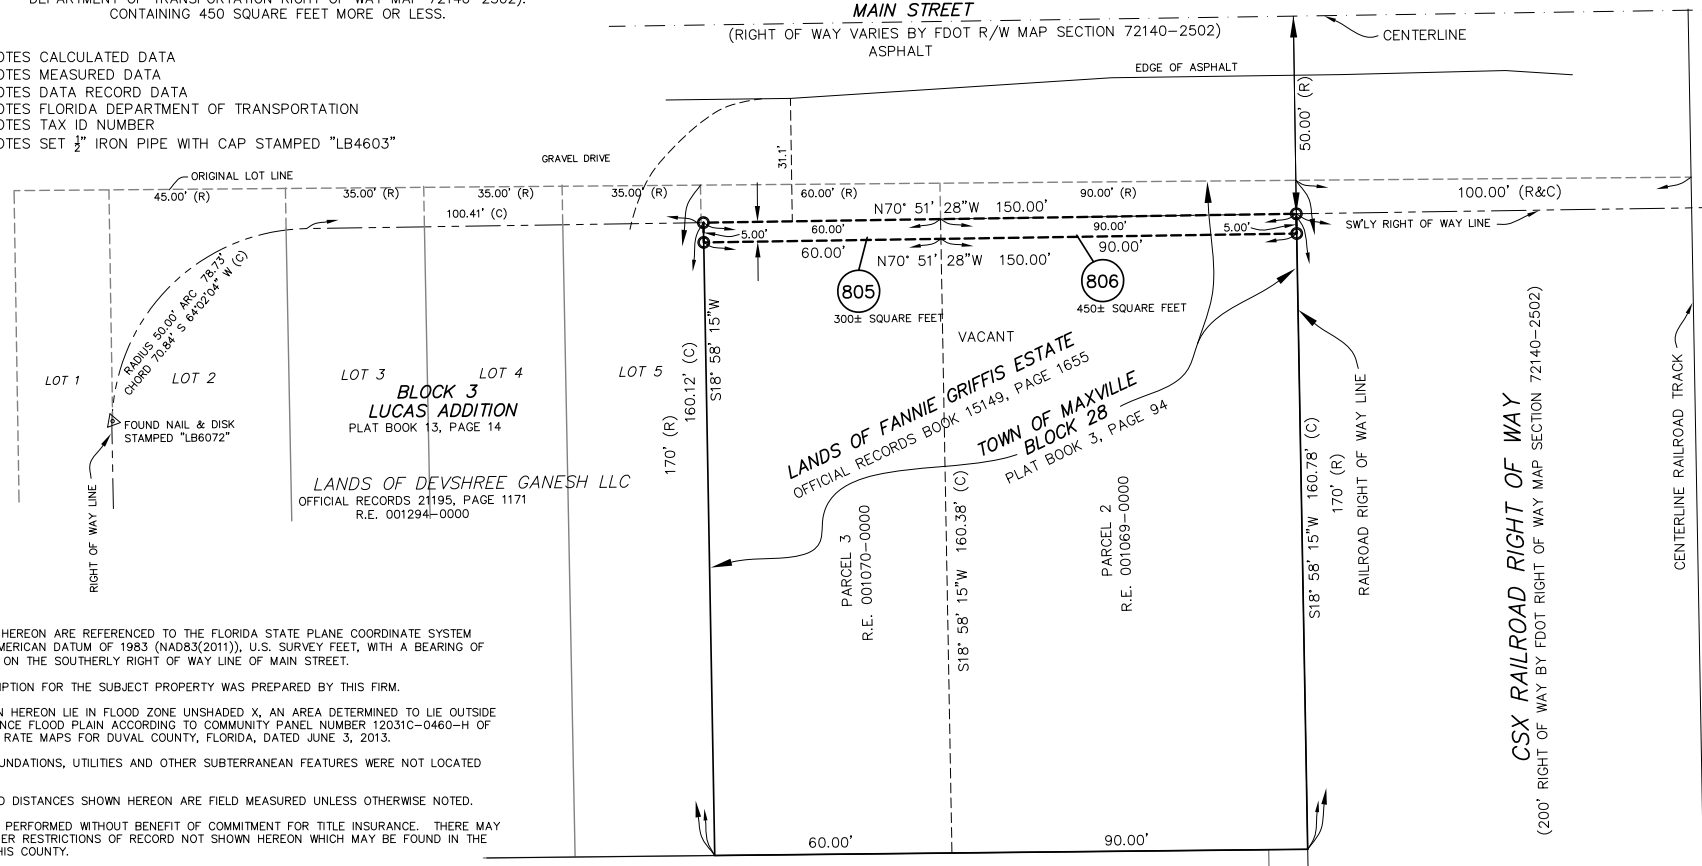 CONTAINING 450 SQUARE FEET MORE OR LESS.
OTES CALCULATED DATA
OTES MEASURED DATA
OTES DATA RECORD DATA
OTES FLORIDA DEPARTMENT OF TRANSPORTATION
OTES TAX ID NUMBER
OTES SET ½" IRON PIPE WITH CAP STAMPED "LB4603"
MAIN STREET
(RIGHT OF WAY VARIES BY FDOT R/W MAP SECTION 72140-2502)
ASPHALT
CENTERLINE
EDGE OF ASPHALT
50.00' (R)
31.1'
GRAVEL DRIVE
ORIGINAL LOT LINE
45.00' (R)
35.00' (R)
35.00' (R)
35.00' (R)
60.00' (R)
90.00' (R)
100.00' (R&C)
100.41' (C)
N70° 51' 28"W 150.00'
5.00'
60.00'
90.00'
5.00'
SW'LY RIGHT OF WAY LINE
60.00'
N70° 51' 28"W 150.00'
90.00'
805
806
300± SQUARE FEET
450± SQUARE FEET
VACANT
RADIUS 50.00' ARC 78.73'
CHORD 70.84' S 64°02'04" W (C)
LOT 1
LOT 2
LOT 3
LOT 4
LOT 5
BLOCK 3
LUCAS ADDITION
PLAT BOOK 13, PAGE 14
FOUND NAIL & DISK
STAMPED "LB6072"
RIGHT OF WAY LINE
LANDS OF DEVSHREE GANESH LLC
OFFICIAL RECORDS 21195, PAGE 1171
R.E. 001294-0000
170' (R)
160.12' (C)
S18° 58' 15"W
LANDS OF FANNIE GRIFFIS ESTATE
OFFICIAL RECORDS BOOK 15149, PAGE 1655
TOWN OF MAXVILLE
BLOCK 28
PLAT BOOK 3, PAGE 94
PARCEL 3
R.E. 001070-0000
S18° 58' 15"W 160.38' (C)
PARCEL 2
R.E. 001069-0000
S18° 58' 15"W 160.78' (C)
170' (R)
RAILROAD RIGHT OF WAY LINE
CSX RAILROAD RIGHT OF WAY
(200' RIGHT OF WAY BY FDOT RIGHT OF WAY MAP SECTION 72140-2502)
CENTERLINE RAILROAD TRACK
60.00'
90.00'
HEREON ARE REFERENCED TO THE FLORIDA STATE PLANE COORDINATE SYSTEM
MERICAN DATUM OF 1983 (NAD83(2011)), U.S. SURVEY FEET, WITH A BEARING OF
ON THE SOUTHERLY RIGHT OF WAY LINE OF MAIN STREET.
IPTION FOR THE SUBJECT PROPERTY WAS PREPARED BY THIS FIRM.
N HEREON LIE IN FLOOD ZONE UNSHADED X, AN AREA DETERMINED TO LIE OUTSIDE
NCE FLOOD PLAIN ACCORDING TO COMMUNITY PANEL NUMBER 12031C-0460-H OF
RATE MAPS FOR DUVAL COUNTY, FLORIDA, DATED JUNE 3, 2013.
UNDATIONS, UTILITIES AND OTHER SUBTERRANEAN FEATURES WERE NOT LOCATED
D DISTANCES SHOWN HEREON ARE FIELD MEASURED UNLESS OTHERWISE NOTED.
PERFORMED WITHOUT BENEFIT OF COMMITMENT FOR TITLE INSURANCE. THERE MAY
ER RESTRICTIONS OF RECORD NOT SHOWN HEREON WHICH MAY BE FOUND IN THE
HIS COUNTY.